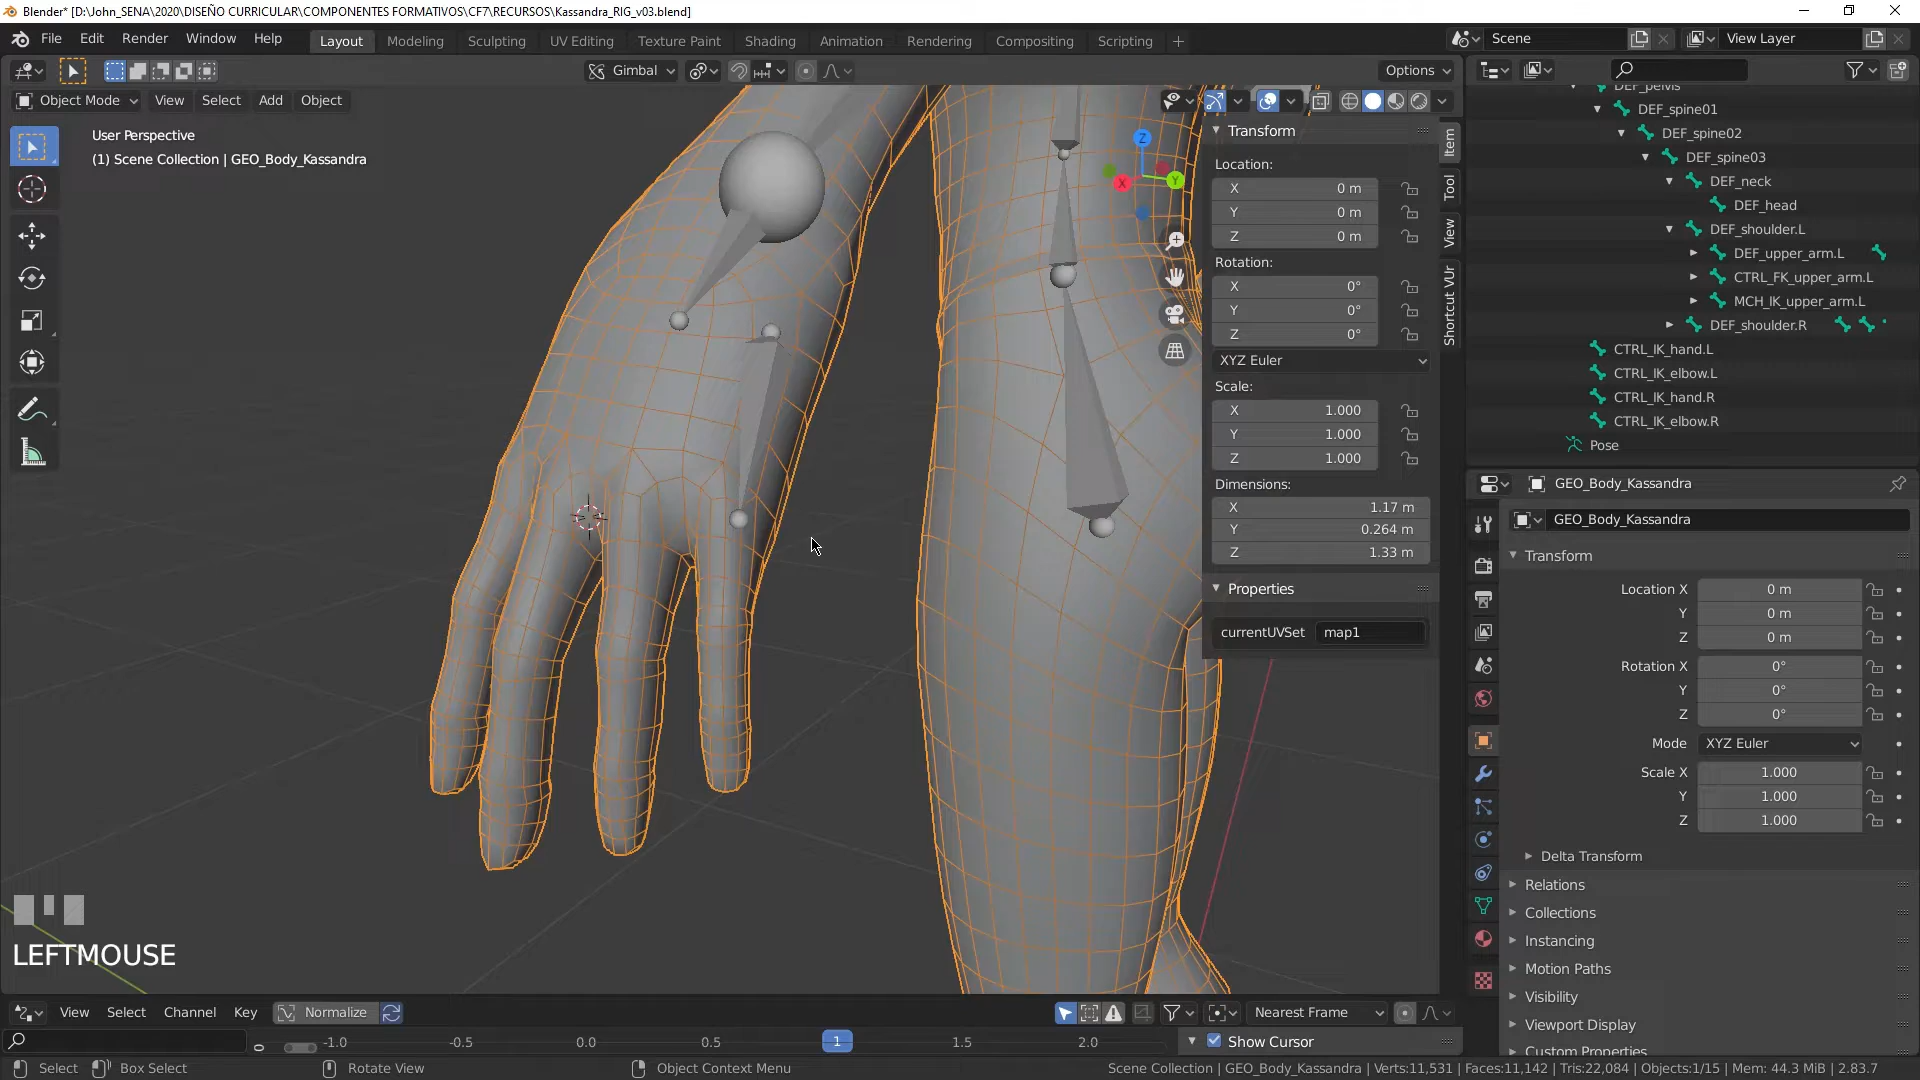 Blender* [D:\John_SENA\2020\DISEÑO CURRICULAR\COMPONENTES FORMATIVOS\CF7\RECURSOS\Kassandra_RIG_v03.blend]
File Edit Render Window Help Layout Modeling Sculpting UV Editing Texture Paint Shading Animation Rendering Compositing Scripting + Scene View Layer
Gimbal Options
Object Mode View Select Add Object
User Perspective
(1) Scene Collection | GEO_Body_Kassandra
Transform
Location:
X 0 m
Y 0 m
Z 0 m
Rotation:
X 0°
Y 0°
Z 0°
XYZ Euler
Scale:
X 1.000
Y 1.000
Z 1.000
Dimensions:
X 1.17 m
Y 0.264 m
Z 1.33 m
Properties
currentUVSet map1
Item
Tool
View
Shortcut VUr
Z
X
Y
DEF_pelvis
DEF_spine01
DEF_spine02
DEF_spine03
DEF_neck
DEF_head
DEF_shoulder.L
DEF_upper_arm.L
CTRL_FK_upper_arm.L
MCH_IK_upper_arm.L
DEF_shoulder.R
CTRL_IK_hand.L
CTRL_IK_elbow.L
CTRL_IK_hand.R
CTRL_IK_elbow.R
Pose
GEO_Body_Kassandra
GEO_Body_Kassandra
Transform
Location X 0 m
Y 0 m
Z 0 m
Rotation X 0°
Y 0°
Z 0°
Mode XYZ Euler
Scale X 1.000
Y 1.000
Z 1.000
Delta Transform
Relations
Collections
Instancing
Motion Paths
Visibility
Viewport Display
Custom Properties
LEFTMOUSE
View Select Channel Key Normalize Nearest Frame
-1.0 -0.5 0.0 0.5 1 1.5 2.0 Show Cursor
Select Box Select Rotate View Object Context Menu Scene Collection | GEO_Body_Kassandra | Verts:11,531 | Faces:11,142 | Tris:22,084 | Objects:1/15 | Mem: 44.3 MiB | 2.83.7